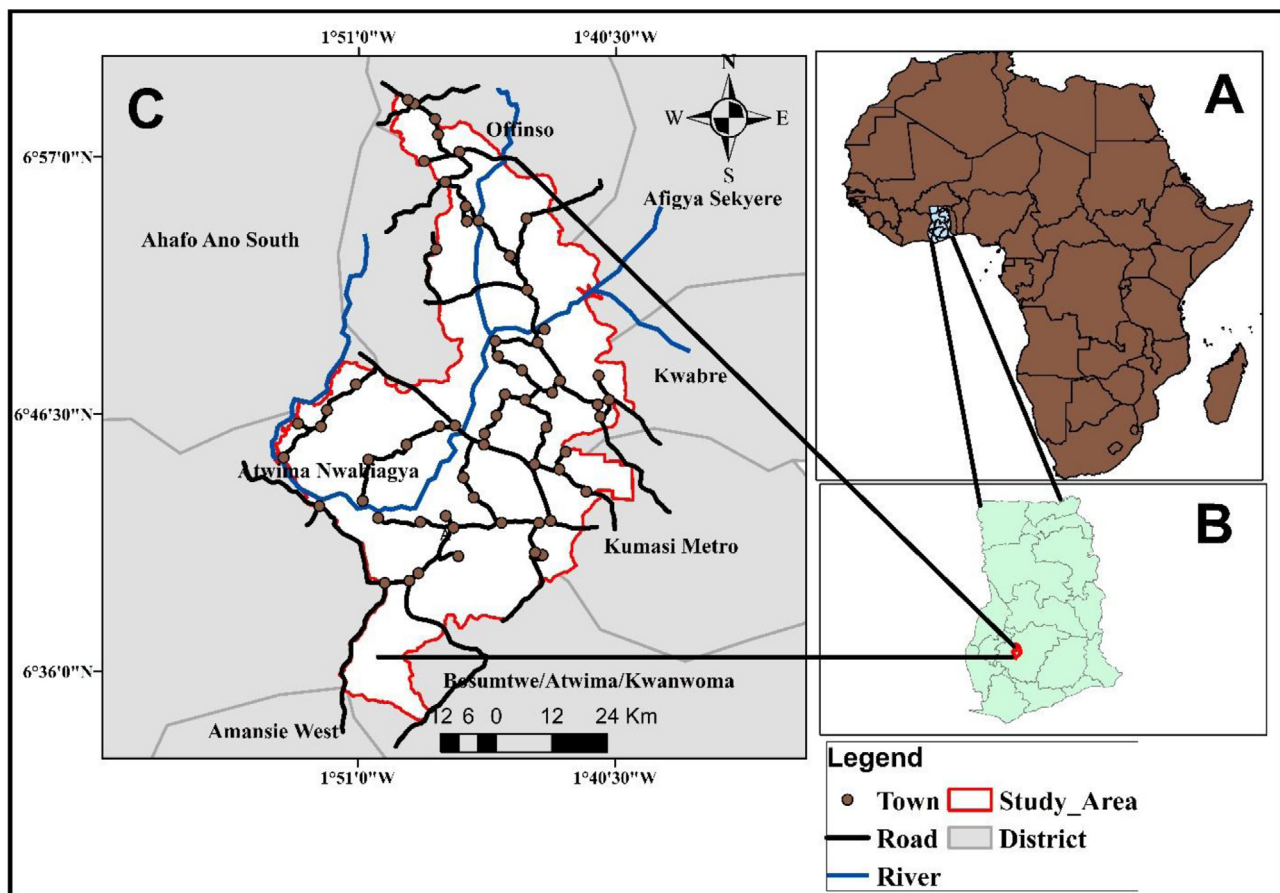 1°51'0"W
1°40'30"W
C
N
W
E
S
A
Offinso
6°57'0"N
Afigya Sekyere
Ahafo Ano South
Kwabre
6°46'30"N
Atwima Nwabiagya
B
A
Kumasi Metro
6°36'0"N
Bosumtwe/Atwima/Kwanwoma
Amansie West
12 6 0 12 24 Km
1°51'0"W
1°40'30"W
Legend
Town
Study_Area
Road
District
River